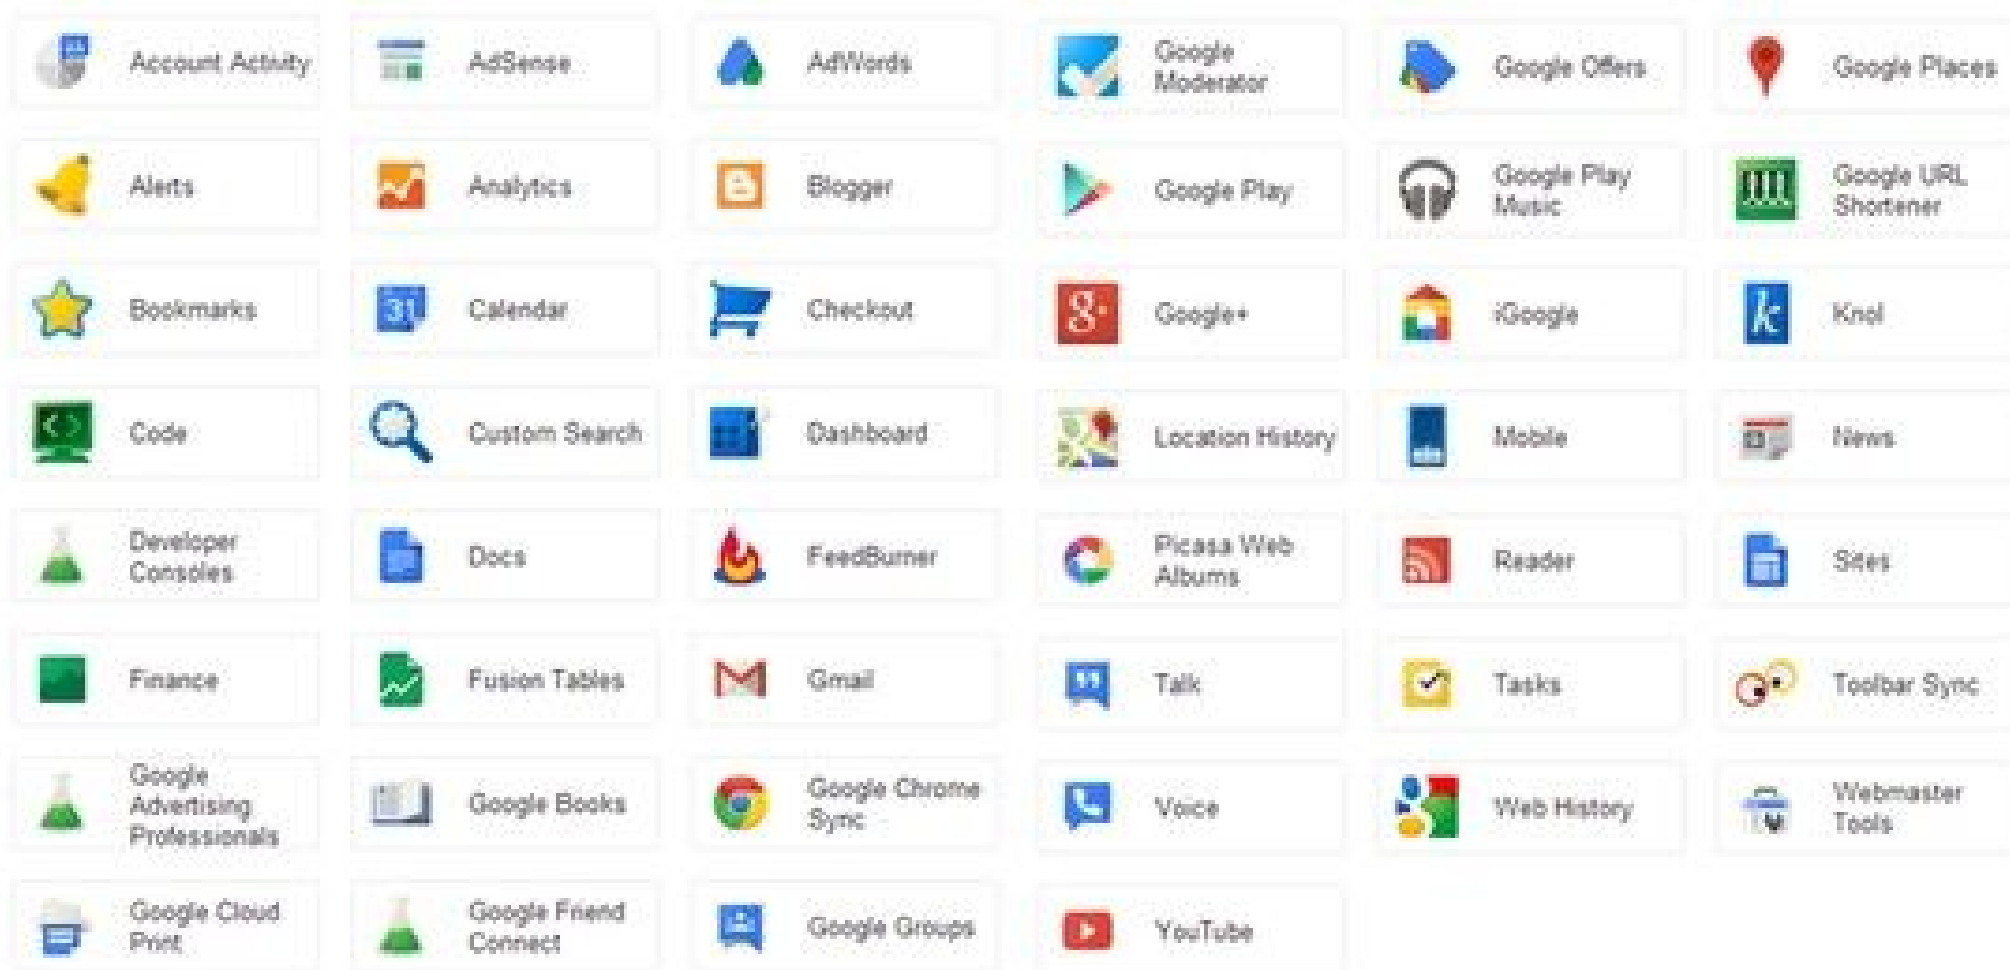 Account Activity
AdSense
AdWords
Google
Moderator
Google Offers
Google Places
Alerts
Analytics
Blogger
Google Play
Google Play
Music
Google URL
Shortener
Bookmarks
31
Calendar
Checkout
g+
Google+
iGoogle
k
Knol
Code
Custom Search
Dashboard
Location History
Mobile
News
Developer
Consoles
Docs
FeedBurner
Picasa Web
Albums
Reader
Sites
Finance
Fusion Tables
Gmail
Talk
Tasks
Toolbar Sync
Google
Advertising
Professionals
Google Books
Google Chrome
Sync
Voice
Web History
Webmaster
Tools
Google Cloud
Print
Google Friend
Connect
Google Groups
YouTube